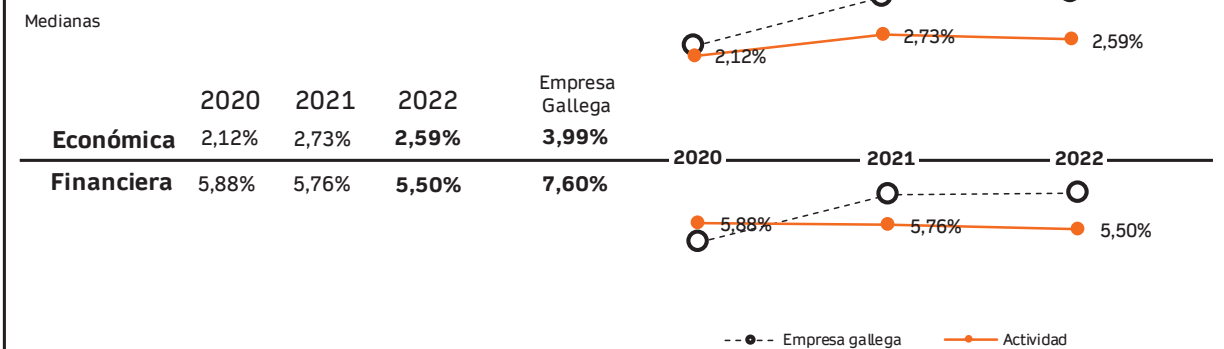 Medianas
2020 2021 2022 Empresa Gallega
Económica 2,12% 2,73% 2,59% 3,99%
Financiera 5,88% 5,76% 5,50% 7,60%
2,12% 2,73% 2,59%
2020 2021 2022
5,88% 5,76% 5,50%
Empresa gallega Actividad